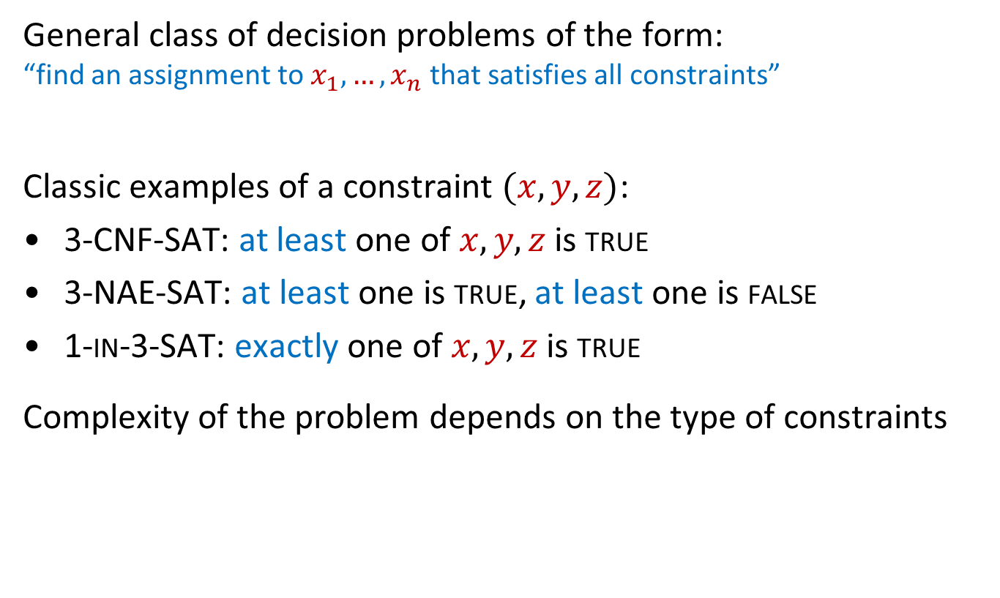 General class of decision problems of the form:
“find an assignment to x₁, … , xₙ that satisfies all constraints”
Classic examples of a constraint (x, y, z):
• 3-CNF-SAT: at least one of x, y, z is TRUE
• 3-NAE-SAT: at least one is TRUE, at least one is FALSE
• 1-IN-3-SAT: exactly one of x, y, z is TRUE
Complexity of the problem depends on the type of constraints